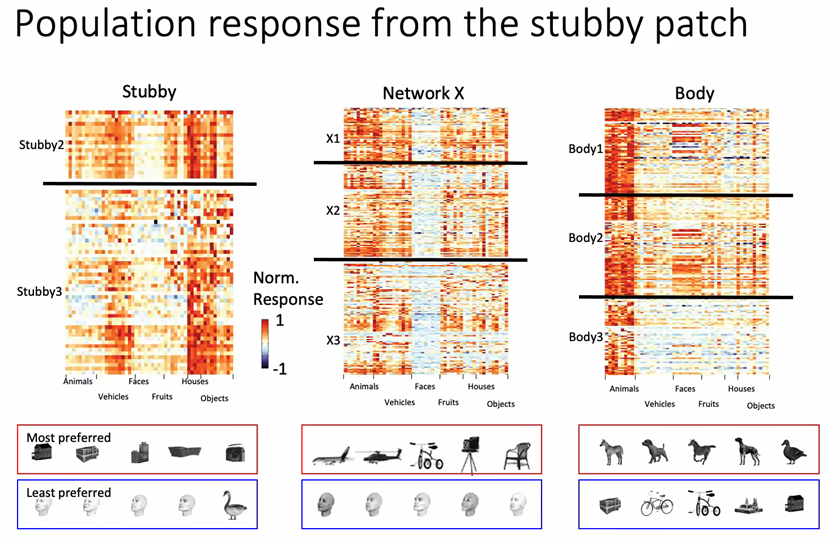 Population response from the stubby patch
Stubby
Network X
Body
Stubby2
Stubby3
X1
X2
X3
Body1
Body2
Body3
Norm.
Response
1
-1
Animals Faces Houses
Vehicles Fruits Objects
Animals Faces Houses
Vehicles Fruits Objects
Animals Faces Houses
Vehicles Fruits Objects
Most preferred
Least preferred